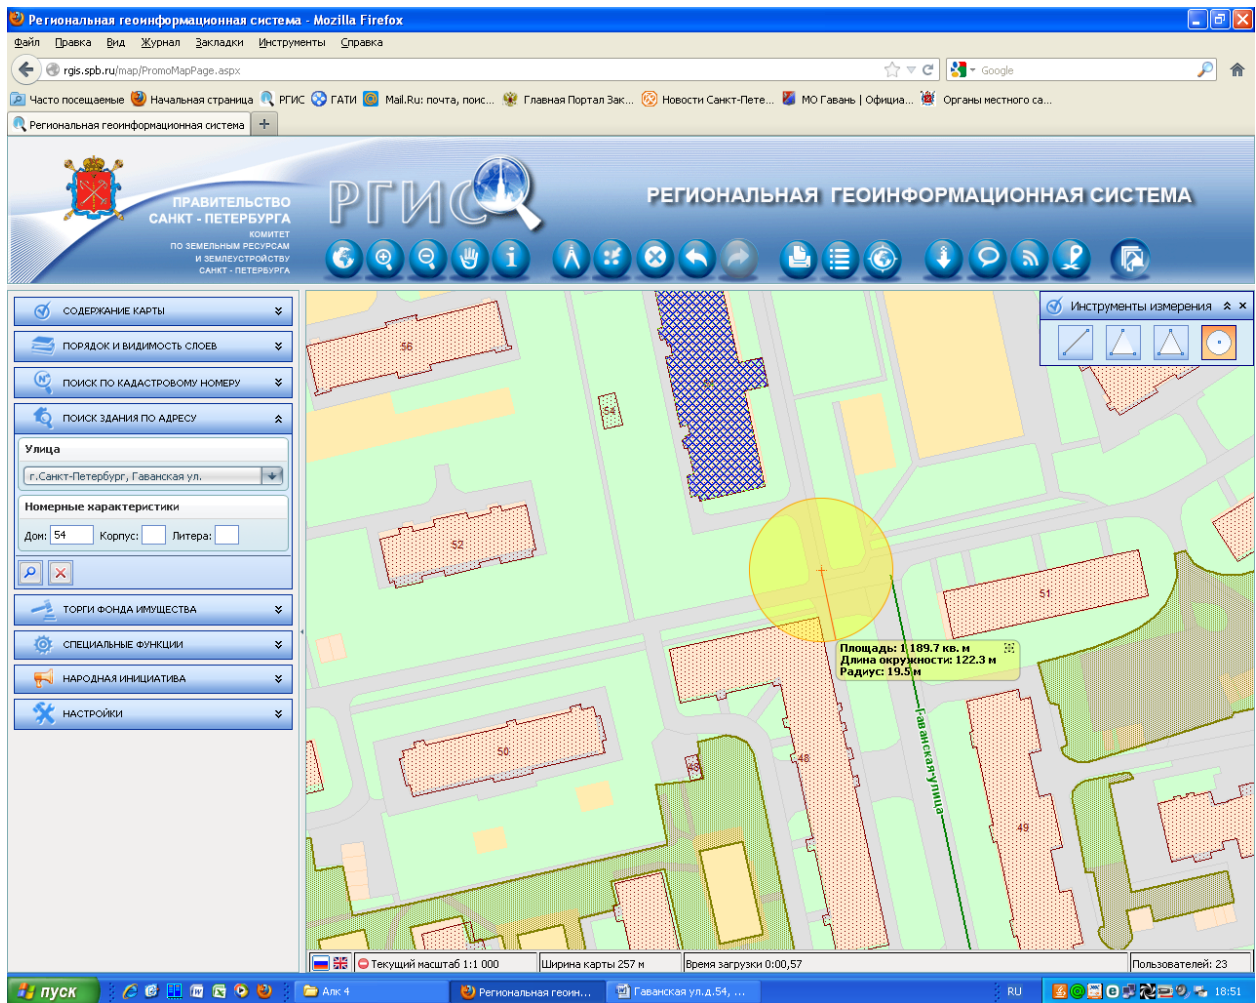 Региональная геоинформационная система - Mozilla Firefox
Файл Правка Вид Журнал Закладки Инструменты Справка
rgis.spb.ru/map/PromoMapPage.aspx
Google
Часто посещаемые Начальная страница РГИС ГАТИ Mail.Ru: почта, поис... Главная Портал Зак... Новости Санкт-Пете... МО Гавань | Официа... Органы местного са...
Региональная геоинформационная система +
ПРАВИТЕЛЬСТВО
САНКТ - ПЕТЕРБУРГА
КОМИТЕТ
ПО ЗЕМЕЛЬНЫМ РЕСУРСАМ
И ЗЕМЛЕУСТРОЙСТВУ
САНКТ - ПЕТЕРБУРГА
РГИС
РЕГИОНАЛЬНАЯ ГЕОИНФОРМАЦИОННАЯ СИСТЕМА
СОДЕРЖАНИЕ КАРТЫ
ПОРЯДОК И ВИДИМОСТЬ СЛОЕВ
ПОИСК ПО КАДАСТРОВОМУ НОМЕРУ
ПОИСК ЗДАНИЯ ПО АДРЕСУ
Улица
г.Санкт-Петербург, Гаванская ул.
Номерные характеристики
Дом: 54 Корпус: Литера:
ТОРГИ ФОНДА ИМУЩЕСТВА
СПЕЦИАЛЬНЫЕ ФУНКЦИИ
НАРОДНАЯ ИНИЦИАТИВА
НАСТРОЙКИ
Инструменты измерения
56
54
52
51
Площадь: 1 189.7 кв. м
Длина окружности: 122.3 м
Радиус: 19.5 м
Гаванская улица
50
48
48
49
Текущий масштаб 1:1 000 Ширина карты 257 м Время загрузки 0:00,57 Пользователей: 23
пуск Алк 4 Региональная геоин... Гаванская ул.д.54, ... RU 18:51